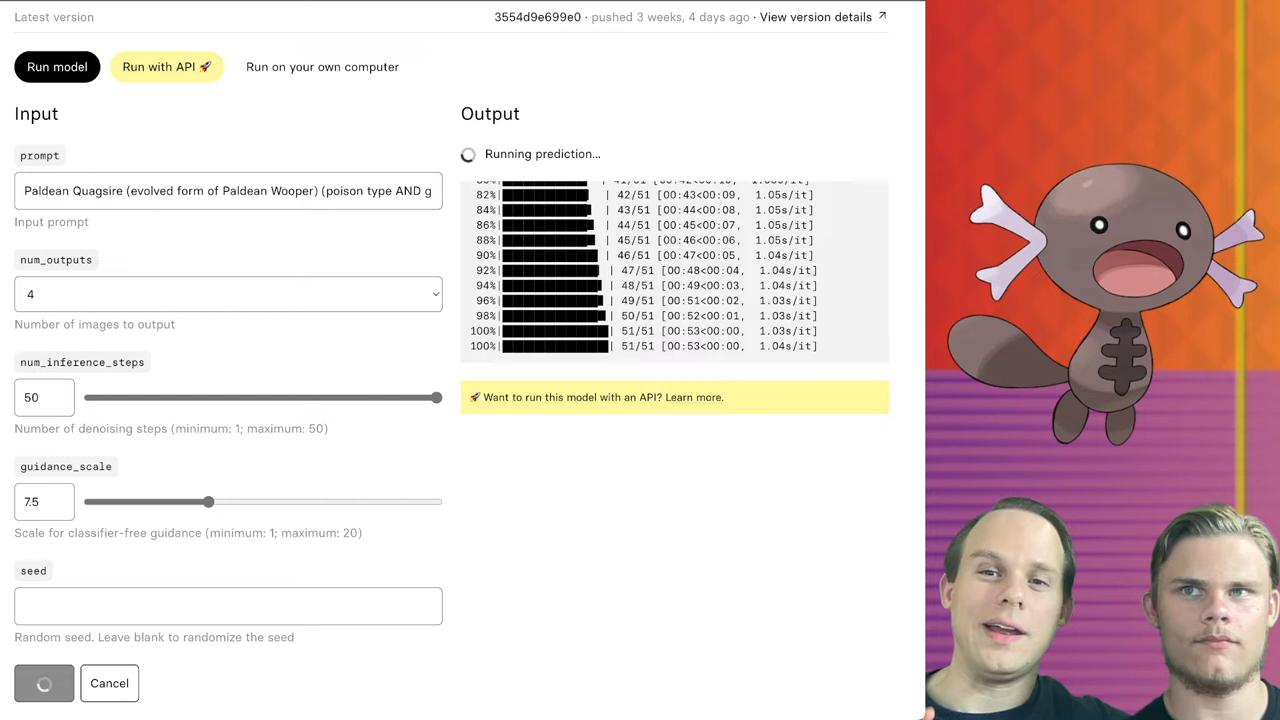 Latest version
3554d9e699e0 · pushed 3 weeks, 4 days ago · View version details ↗
Run model
Run with API 🚀
Run on your own computer
Input
prompt
Paldean Quagsire (evolved form of Paldean Wooper) (poison type AND g
Input prompt
num_outputs
4
Number of images to output
num_inference_steps
50
Number of denoising steps (minimum: 1; maximum: 50)
guidance_scale
7.5
Scale for classifier-free guidance (minimum: 1; maximum: 20)
seed
Random seed. Leave blank to randomize the seed
Cancel
Output
Running prediction...
82%| | 42/51 [00:43<00:09, 1.05s/it]
84%| | 43/51 [00:44<00:08, 1.05s/it]
86%| | 44/51 [00:45<00:07, 1.05s/it]
88%| | 45/51 [00:46<00:06, 1.05s/it]
90%| | 46/51 [00:47<00:05, 1.05s/it]
92%| | 47/51 [00:48<00:04, 1.04s/it]
94%| | 48/51 [00:49<00:03, 1.04s/it]
96%| | 49/51 [00:51<00:02, 1.03s/it]
98%| | 50/51 [00:52<00:01, 1.03s/it]
100%| | 51/51 [00:53<00:00, 1.03s/it]
100%| | 51/51 [00:53<00:00, 1.04s/it]
🚀 Want to run this model with an API? Learn more.